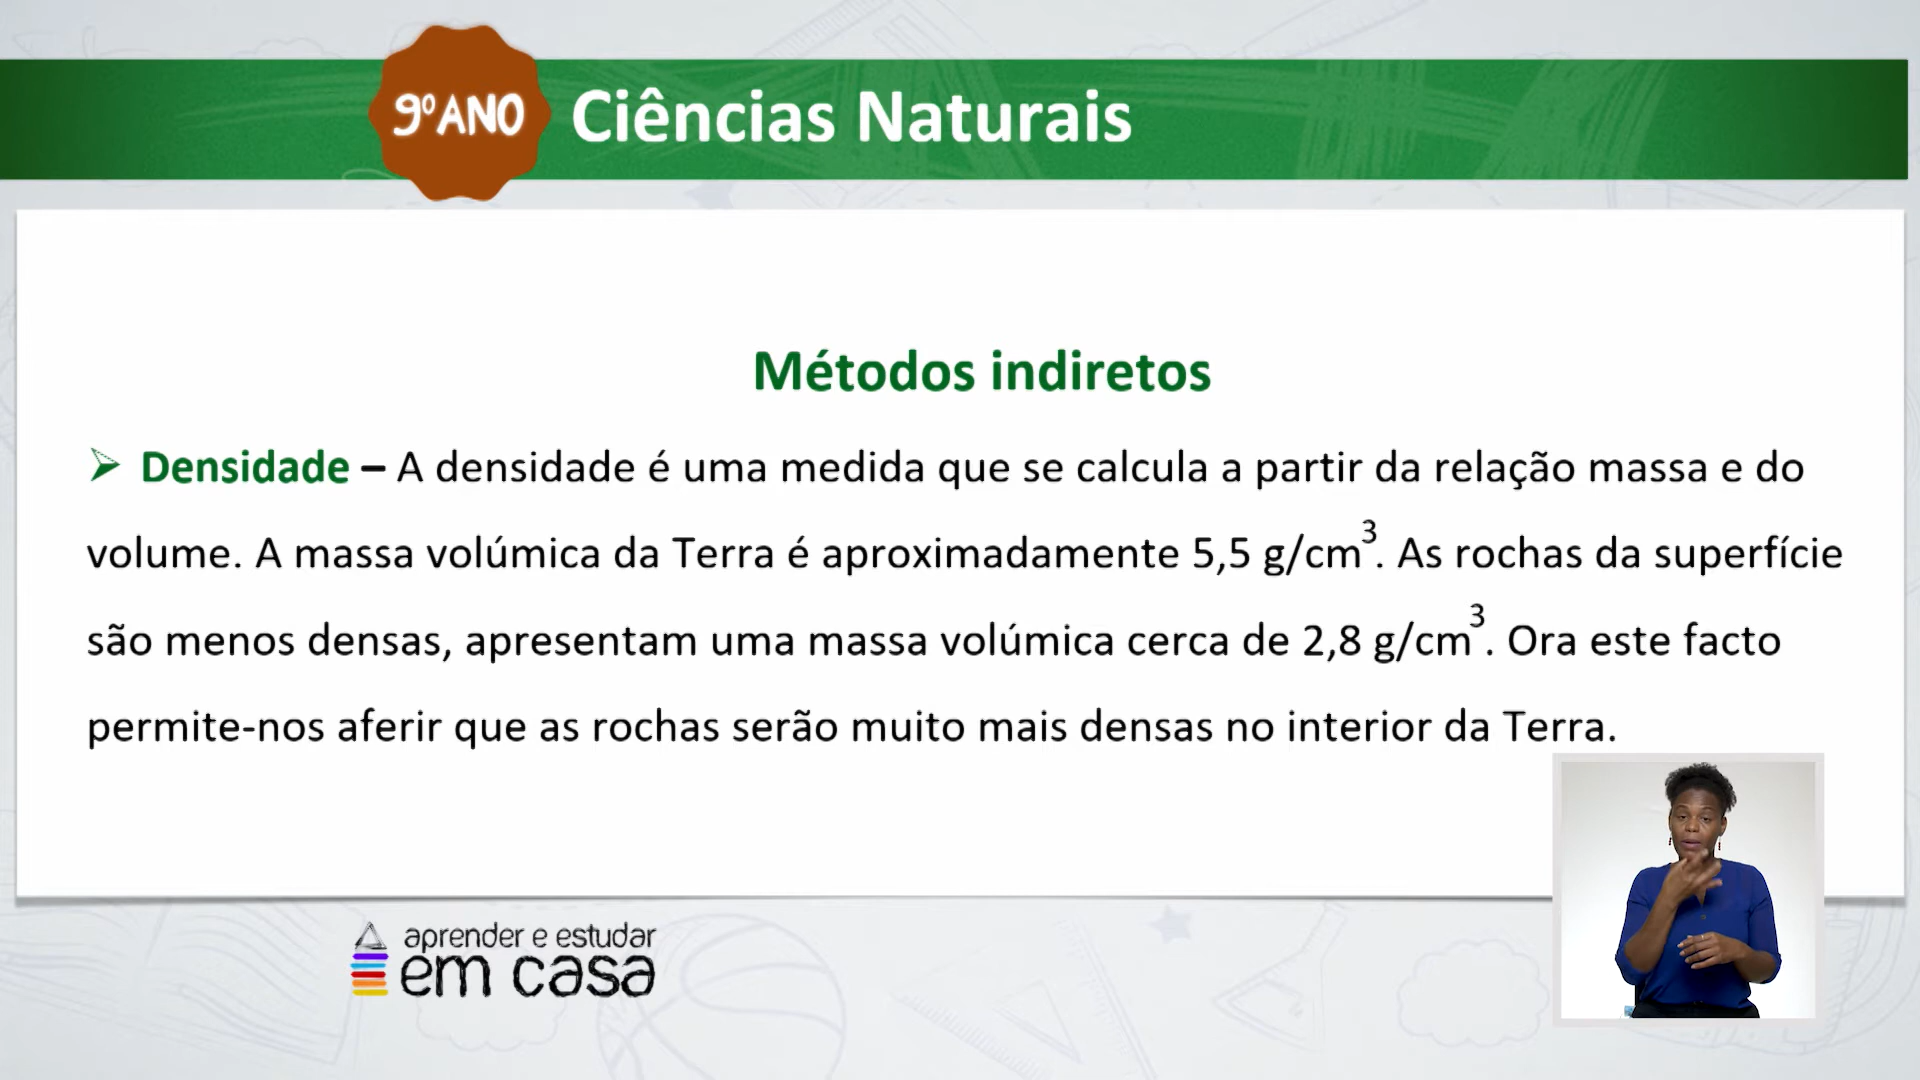 9º ANO
Ciências Naturais
Métodos indiretos
Densidade – A densidade é uma medida que se calcula a partir da relação massa e do
volume. A massa volúmica da Terra é aproximadamente 5,5 g/cm³. As rochas da superfície
são menos densas, apresentam uma massa volúmica cerca de 2,8 g/cm³. Ora este facto
permite-nos aferir que as rochas serão muito mais densas no interior da Terra.
aprender e estudar
em casa